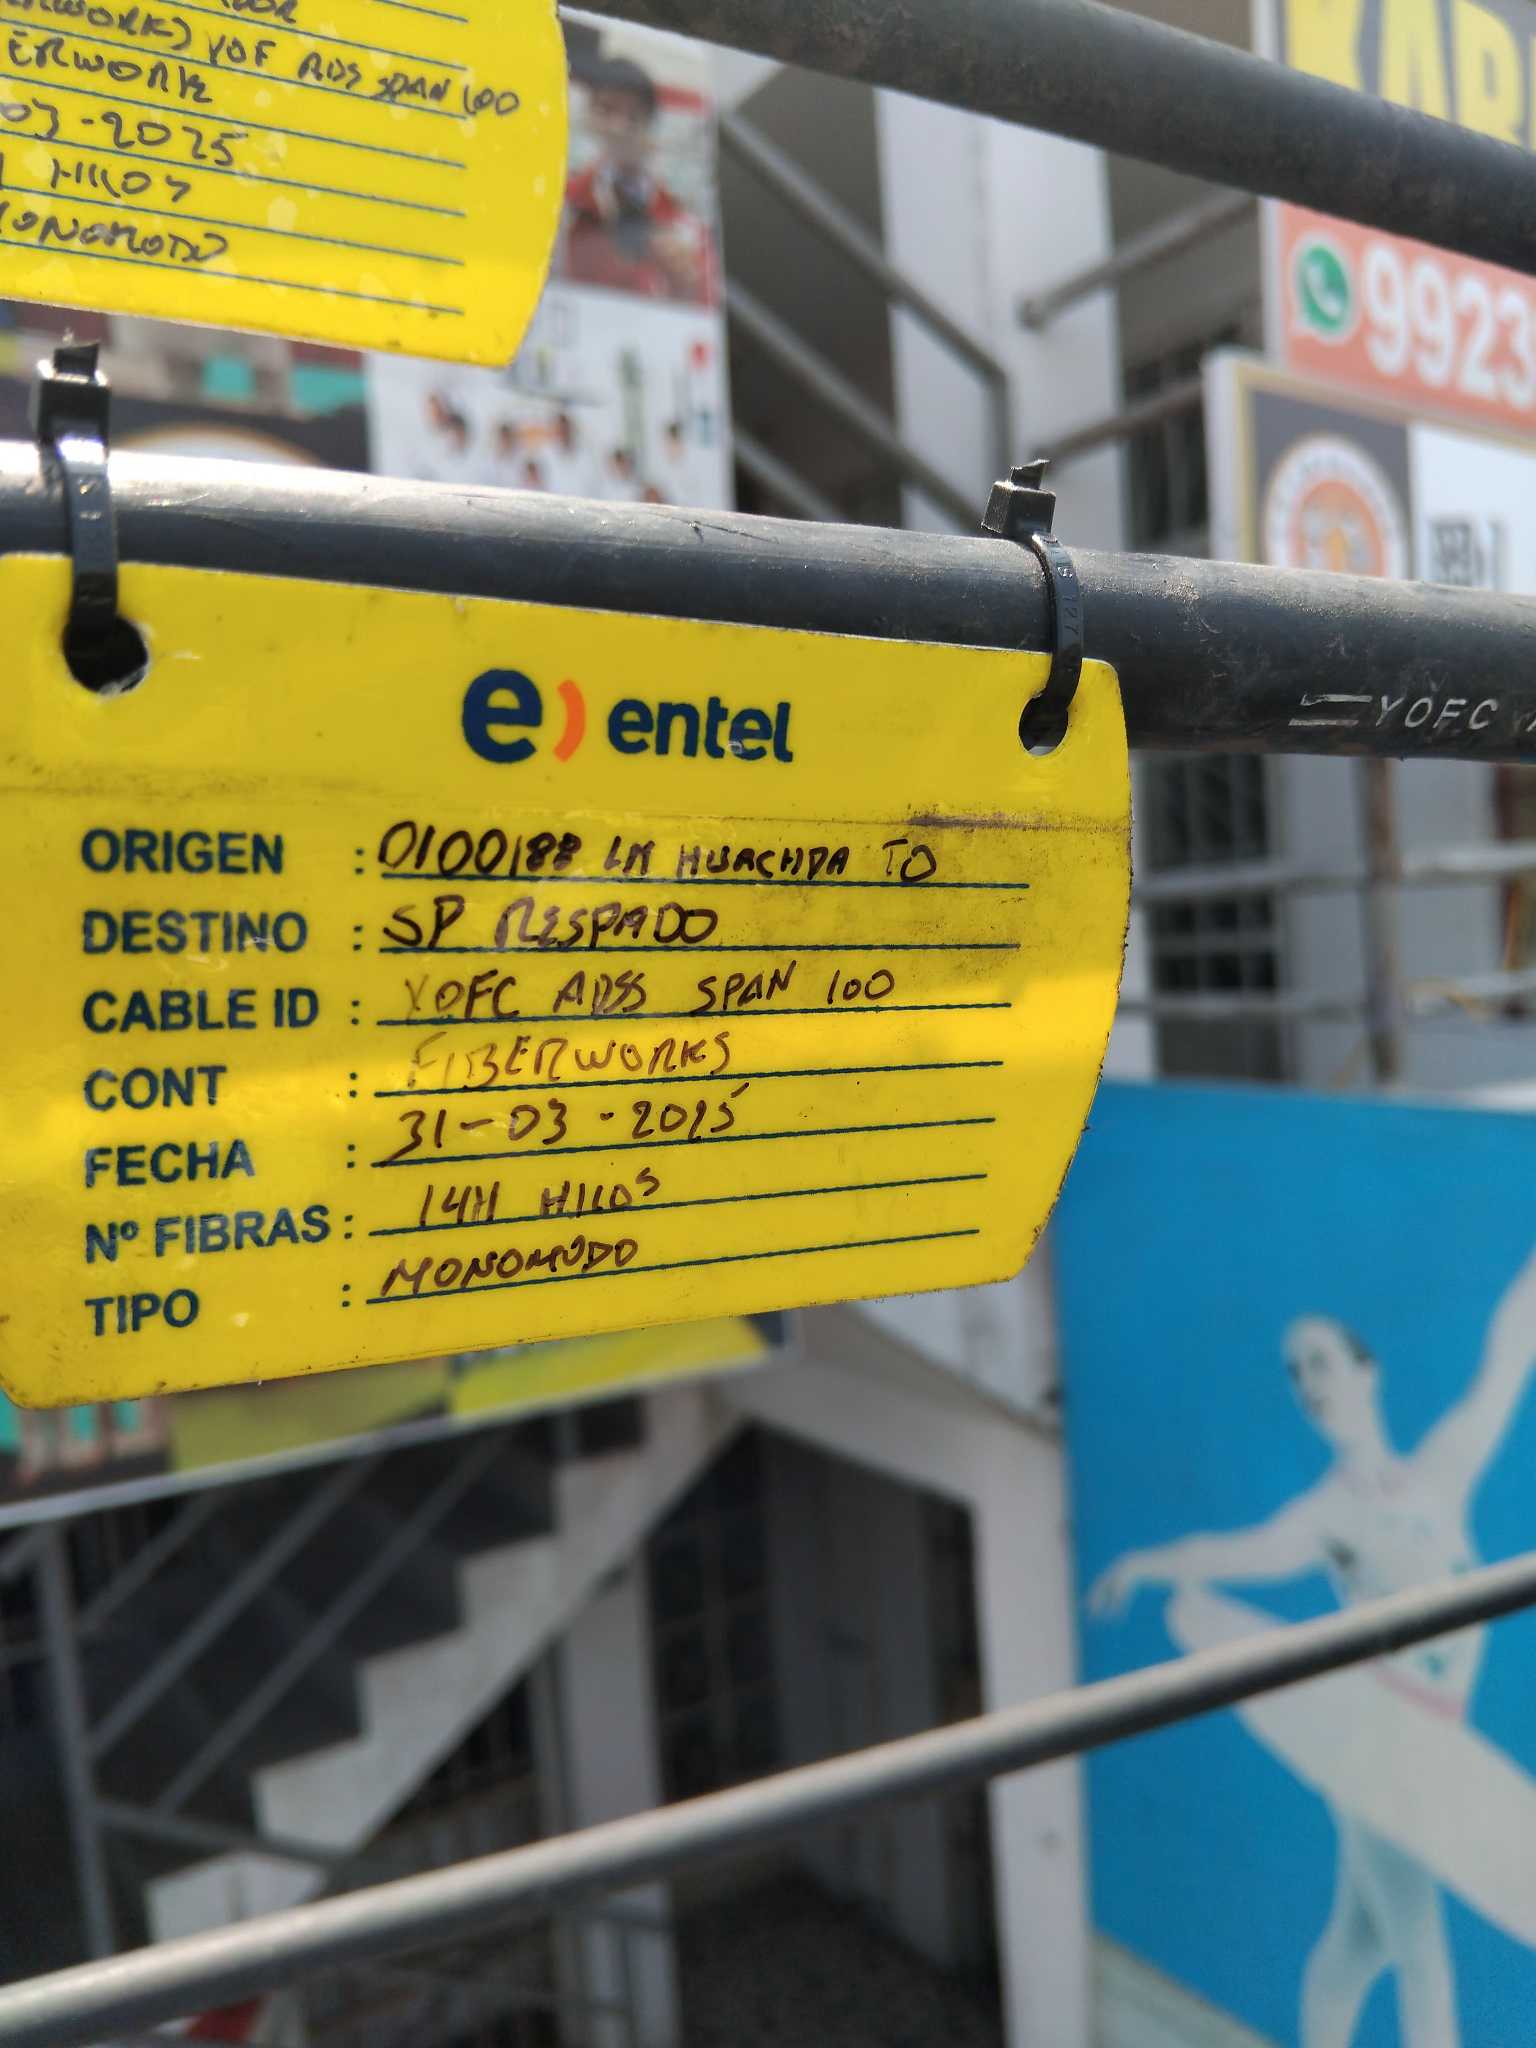 YOF ADS SPAN 100
ERWORK
03-2025
HILOS
MONOMODO
KAB
9923
e) entel
ORIGEN : 0100188 LM HUACHPA TO
DESTINO : SP RESPADO
CABLE ID : YOFC ADSS SPAN 100
CONT : FIBERWORKS
FECHA : 31-03-2025
Nº FIBRAS : 144 HILOS
TIPO : MONOMODO
YOFC